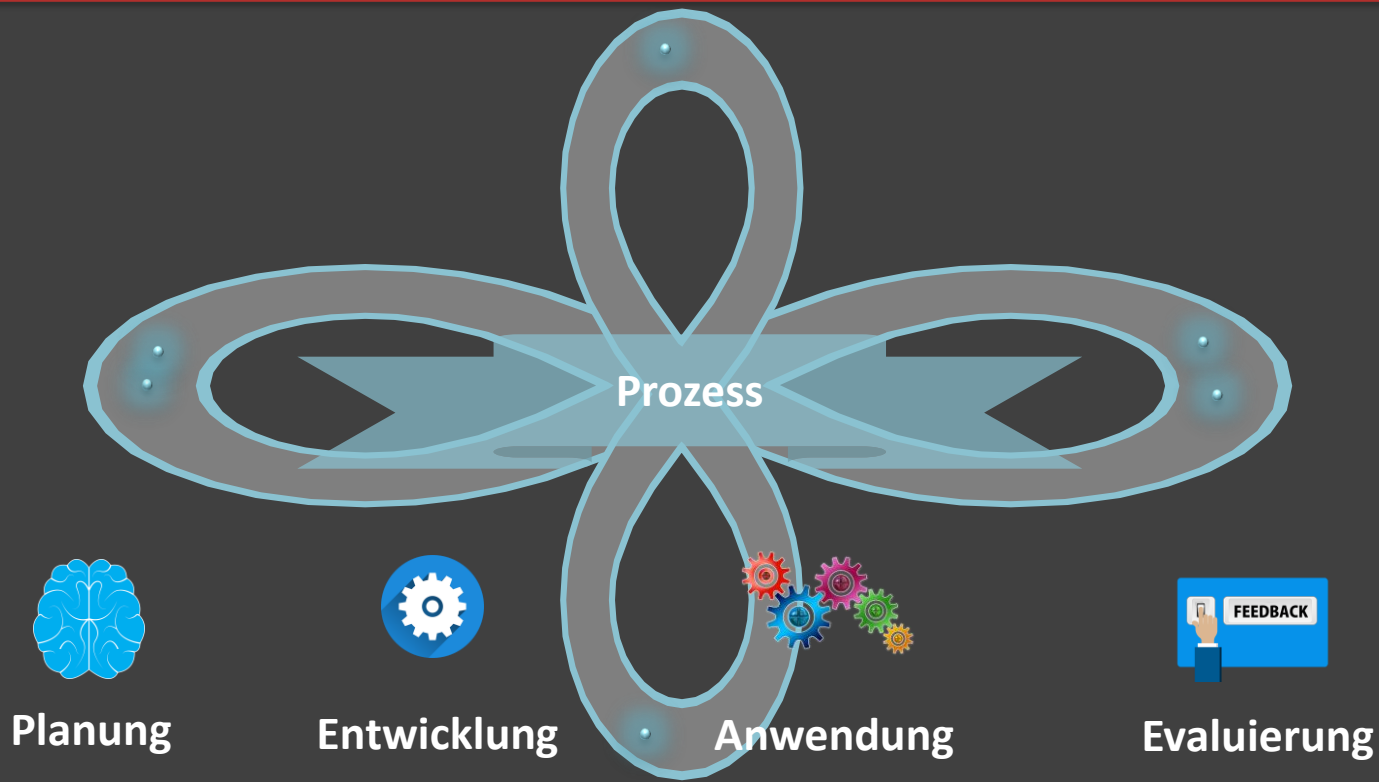 Prozess
FEEDBACK
Planung
Entwicklung
Anwendung
Evaluierung